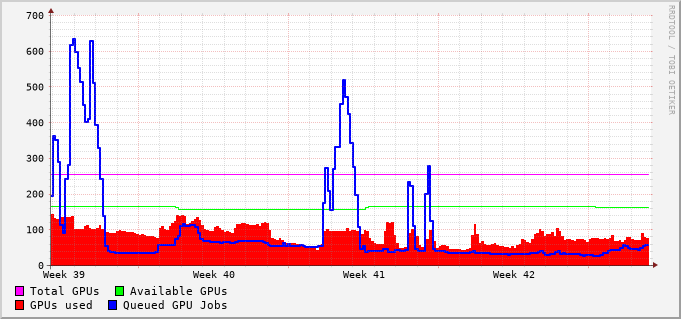 700
600
500
400
300
200
100
0
Week 39 Week 40 Week 41 Week 42
Total GPUs Available GPUs
GPUs used Queued GPU Jobs
RRDTOOL / TOBI OETIKER